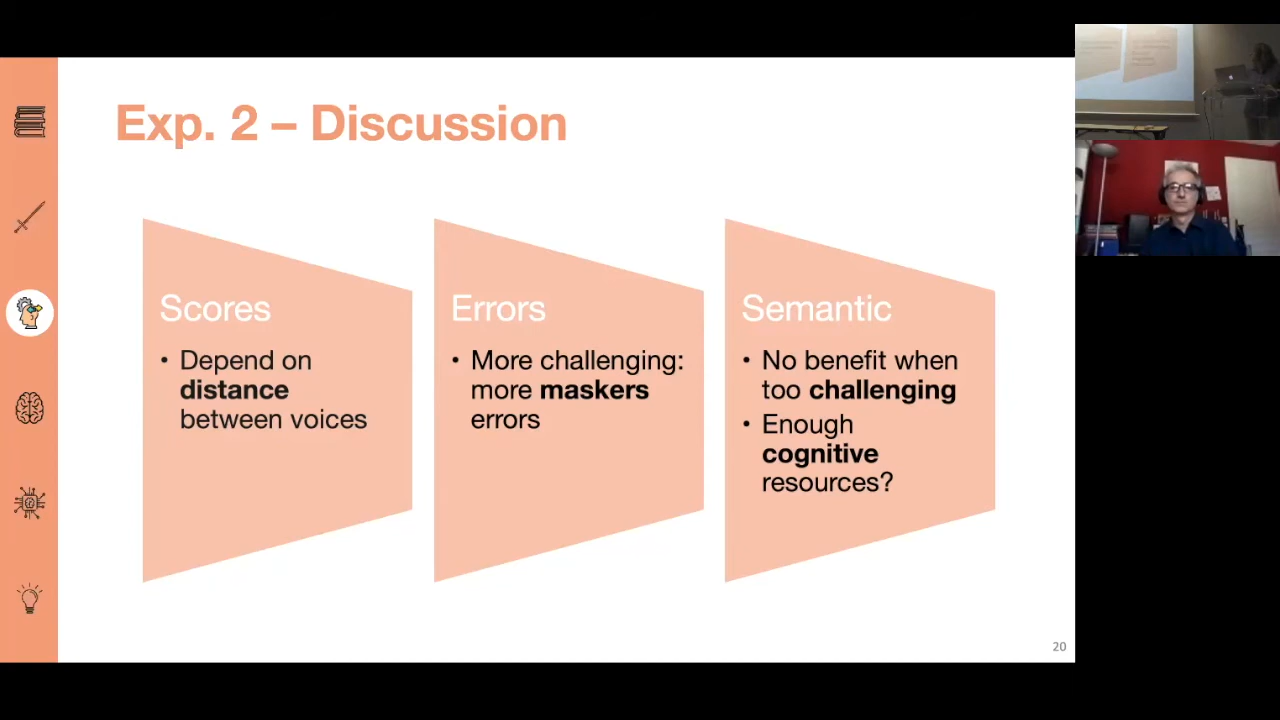 Exp. 2 – Discussion
Scores
• Depend on
distance
between voices
Errors
• More challenging:
more maskers
errors
Semantic
• No benefit when
too challenging
• Enough
cognitive
resources?
20